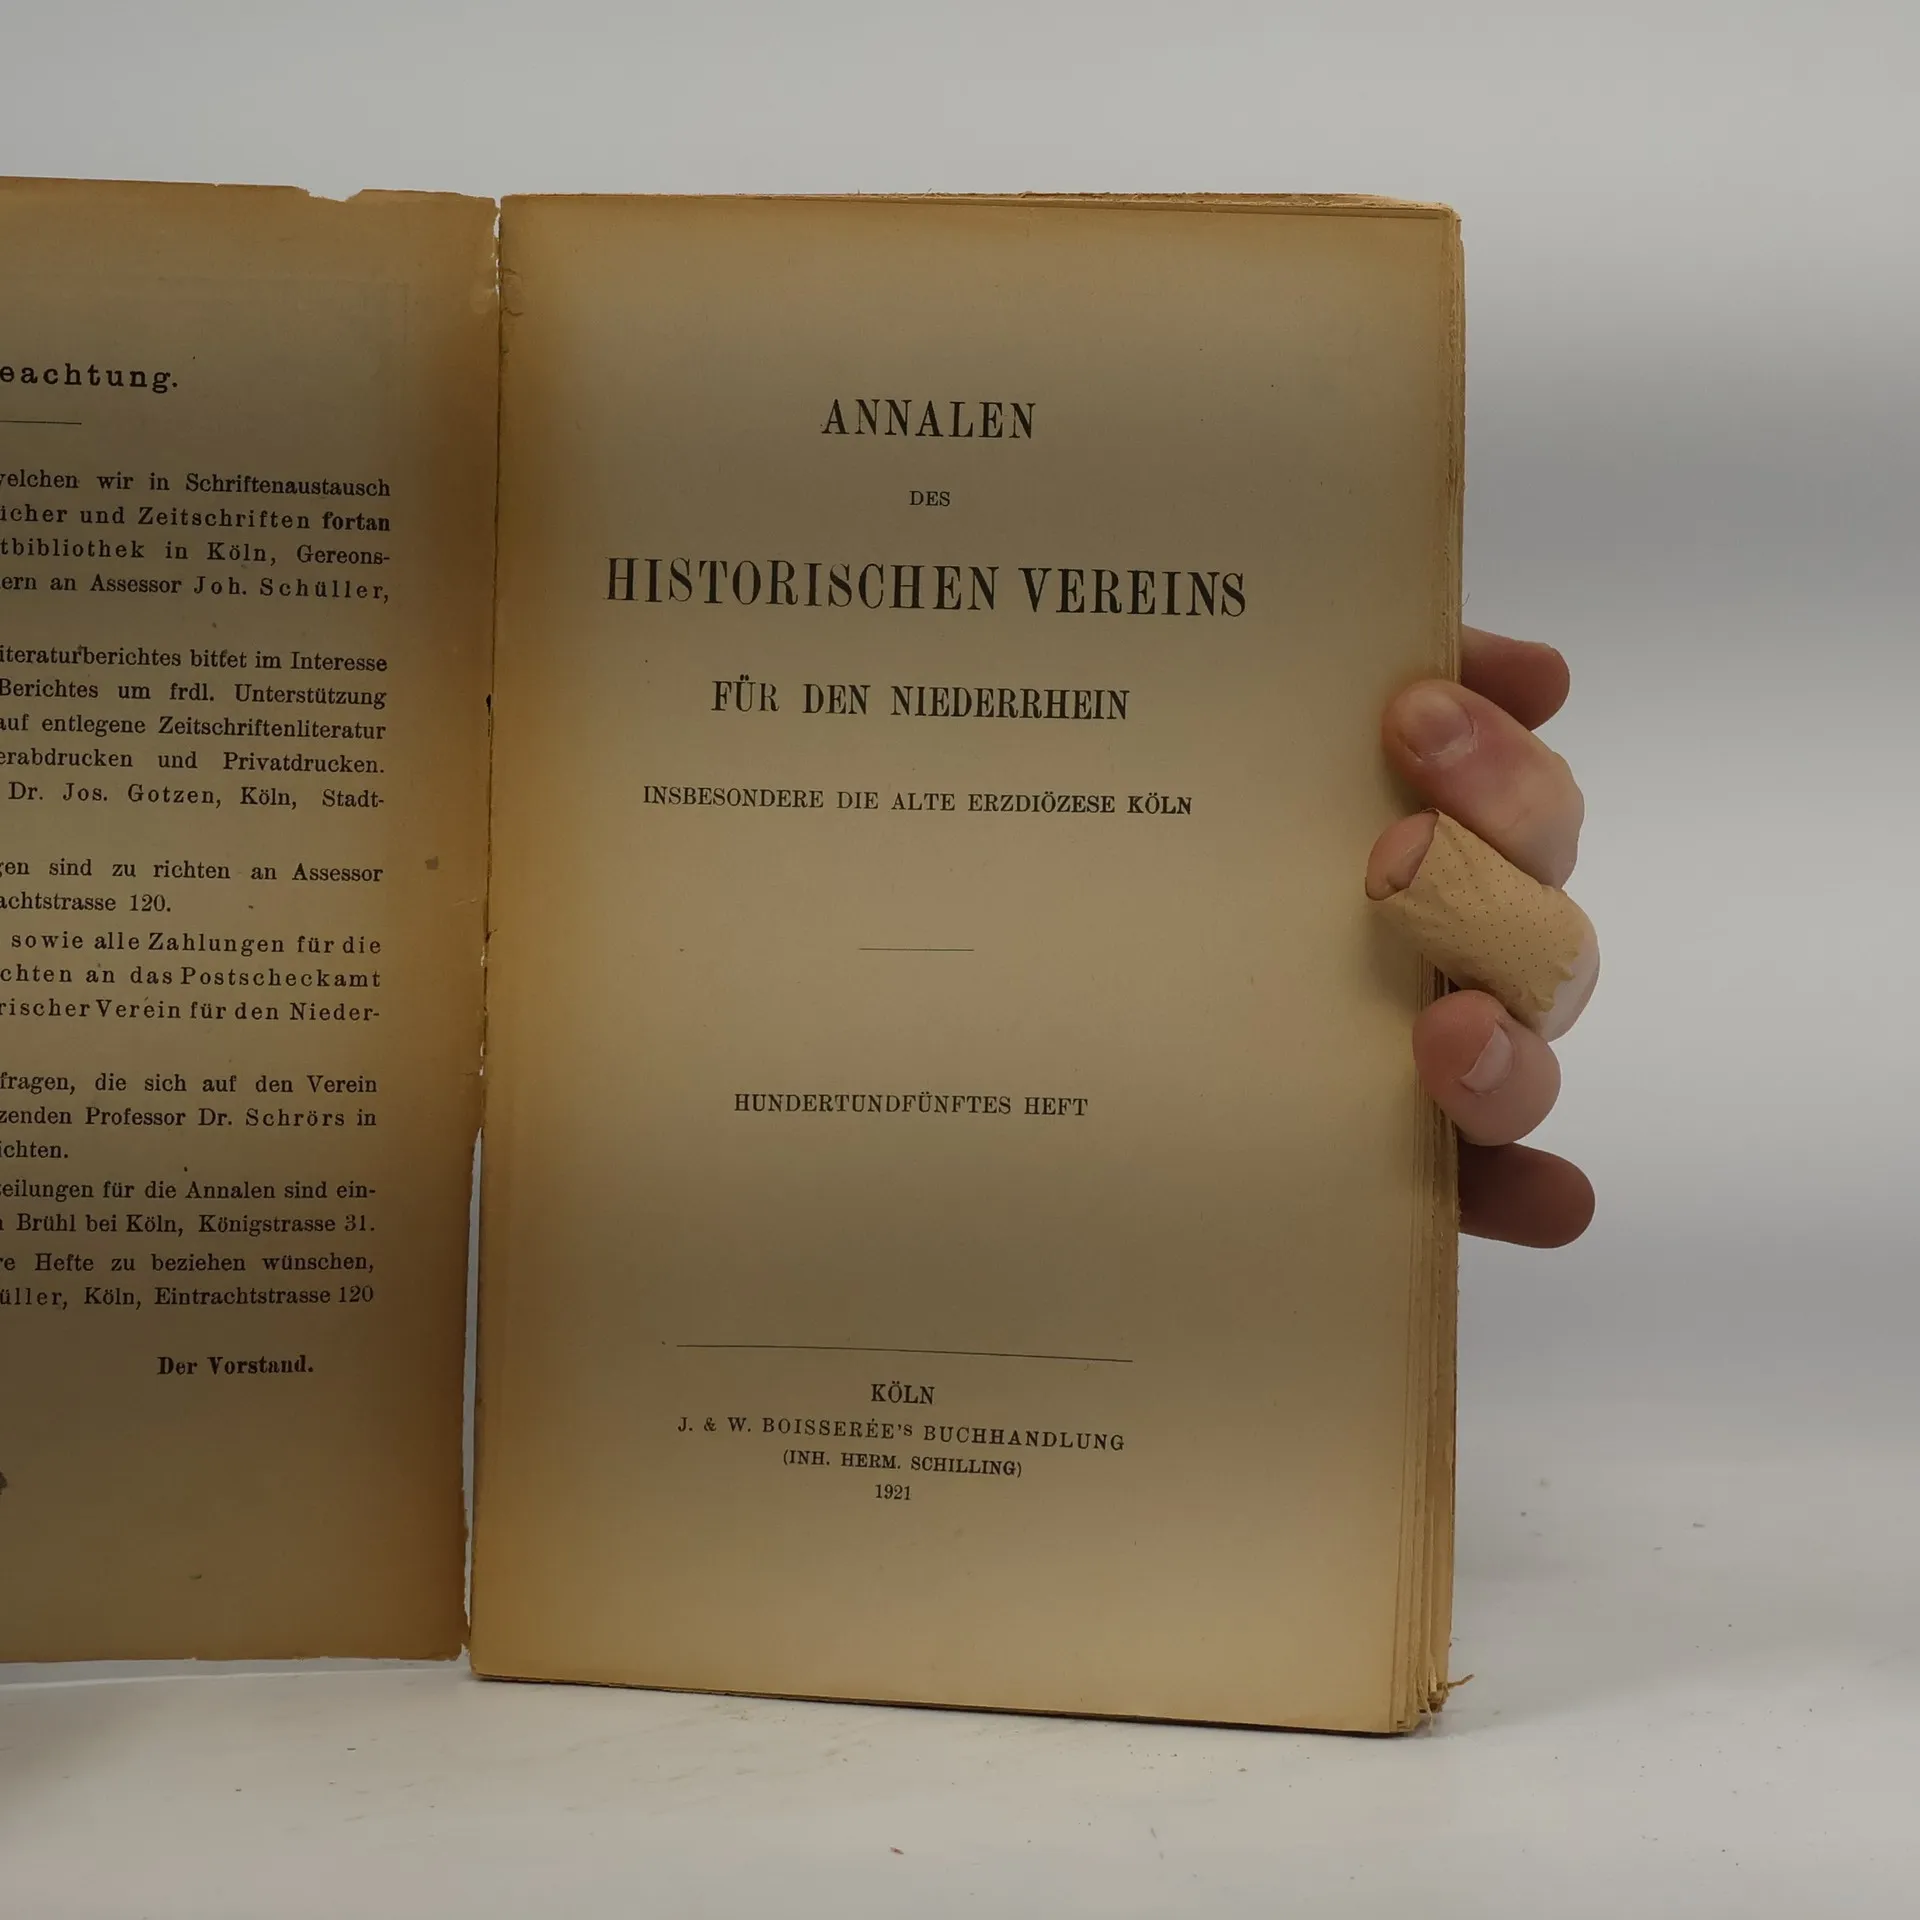 eachtung.
welchen wir in Schriftenaustausch
ücher und Zeitschriften fortan
tbibliothek in Köln, Gereons-
ern an Assessor Joh. Schüller,
iteraturberichtes bittet im Interesse
Berichtes um frdl. Unterstützung
auf entlegene Zeitschriftenliteratur
erabdrucken und Privatdrucken.
Dr. Jos. Gotzen, Köln, Stadt-
gen sind zu richten an Assessor
achtstrasse 120.
sowie alle Zahlungen für die
chten an das Postscheckamt
rischer Verein für den Nieder-
fragen, die sich auf den Verein
zenden Professor Dr. Schrörs in
ichten.
eilungen für die Annalen sind ein-
Brühl bei Köln, Königstrasse 31.
re Hefte zu beziehen wünschen,
üller, Köln, Eintrachtstrasse 120
Der Vorstand.
ANNALEN
DES
HISTORISCHEN VEREINS
FÜR DEN NIEDERRHEIN
INSBESONDERE DIE ALTE ERZDIÖZESE KÖLN
HUNDERTUNDFÜNFTES HEFT
KÖLN
J. & W. BOISSERÉE'S BUCHHANDLUNG
(INH. HERM. SCHILLING)
1921